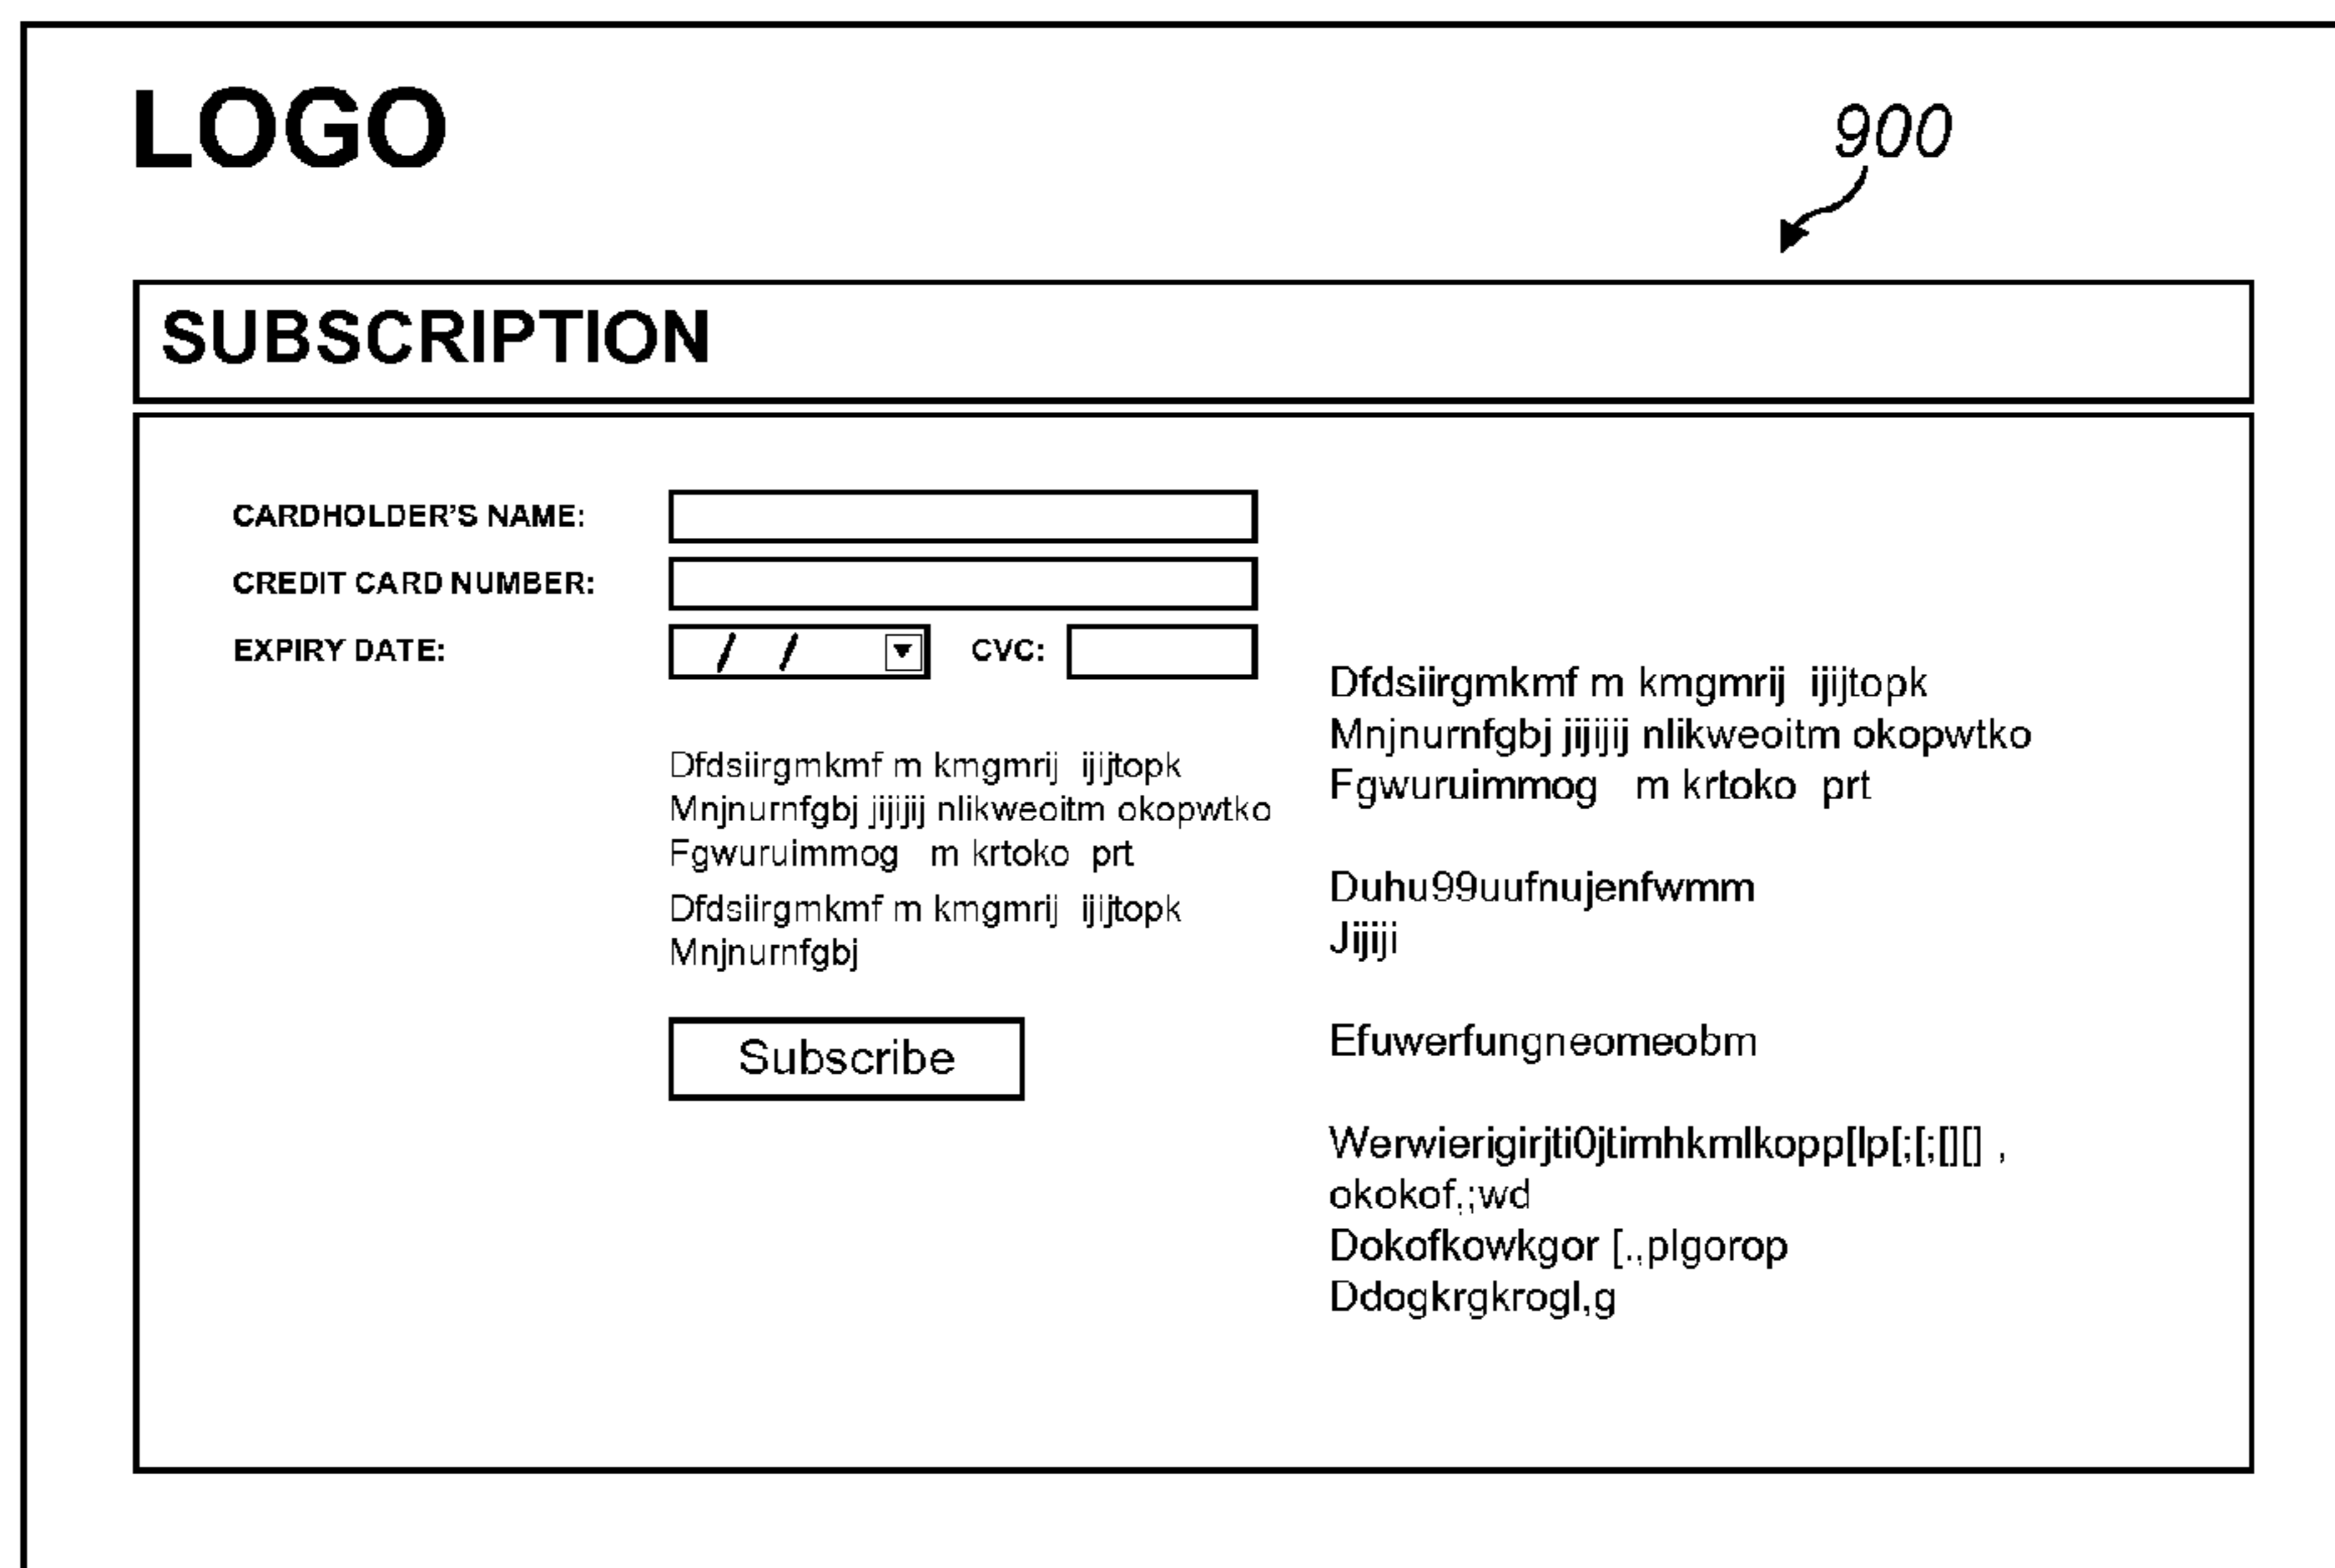 LOGO
900
SUBSCRIPTION
CARDHOLDER'S NAME:
CREDIT CARD NUMBER:
EXPIRY DATE: / / CVC:
Dfdsiirgmkmf m kmgmrij ijijtopk
Mnjnurnfgbj jijijij nlikweoitm okopwtko
Fgwuruimmog m krtoko prt
Dfdsiirgmkmf m kmgmrij ijijtopk
Mnjnurnfgbj
Subscribe
Dfdsiirgmkmf m kmgmrij ijijtopk
Mnjnurnfgbj jijijij nlikweoitm okopwtko
Fgwuruimmog m krtoko prt
Duhu99uufnujenfwmm
Jijiji
Efuwerfungneomeobm
Werwierigirjti0jtimhkmlkopp[lp[;[;[][] ,
okokof,;wd
Dokofkowkgor [.,plgorop
Ddogkrgkrogl,g